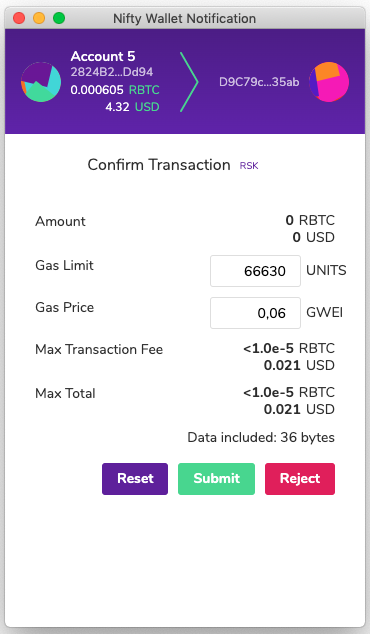 Nifty Wallet Notification
Account 5
2824B2...Dd94
0.000605 RBTC
4.32 USD
D9C79c...35ab
Confirm Transaction RSK
Amount 0 RBTC
0 USD
Gas Limit 66630 UNITS
Gas Price 0,06 GWEI
Max Transaction Fee <1.0e-5 RBTC
0.021 USD
Max Total <1.0e-5 RBTC
0.021 USD
Data included: 36 bytes
Reset Submit Reject